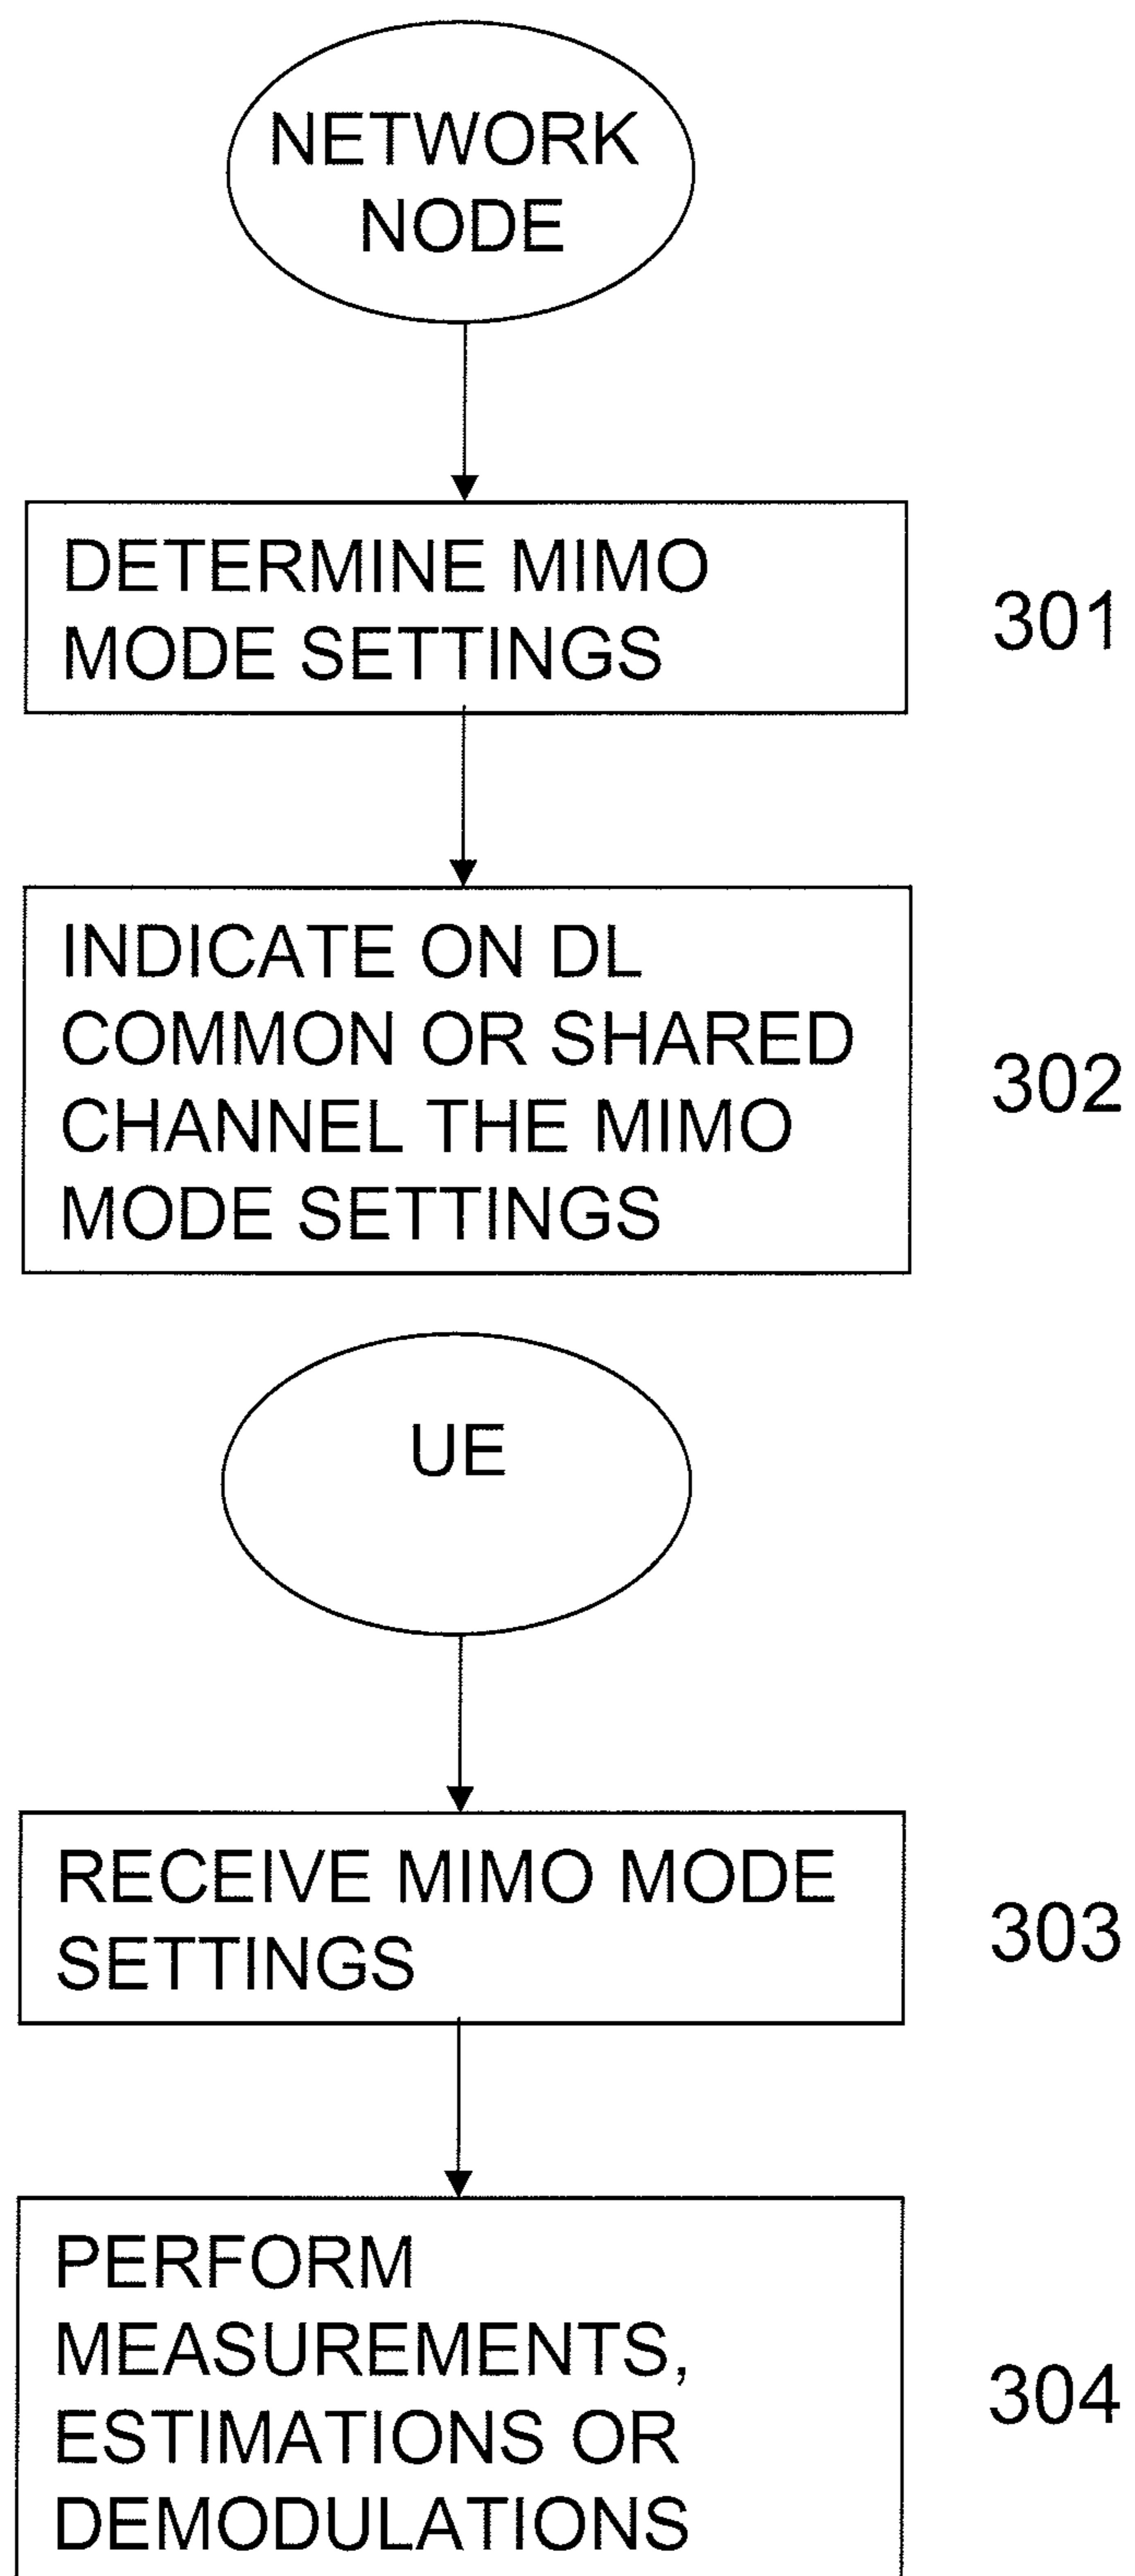 NETWORK
NODE
DETERMINE MIMO
MODE SETTINGS
301
INDICATE ON DL
COMMON OR SHARED
CHANNEL THE MIMO
MODE SETTINGS
302
UE
RECEIVE MIMO MODE
SETTINGS
303
PERFORM
MEASUREMENTS,
ESTIMATIONS OR
DEMODULATIONS
304